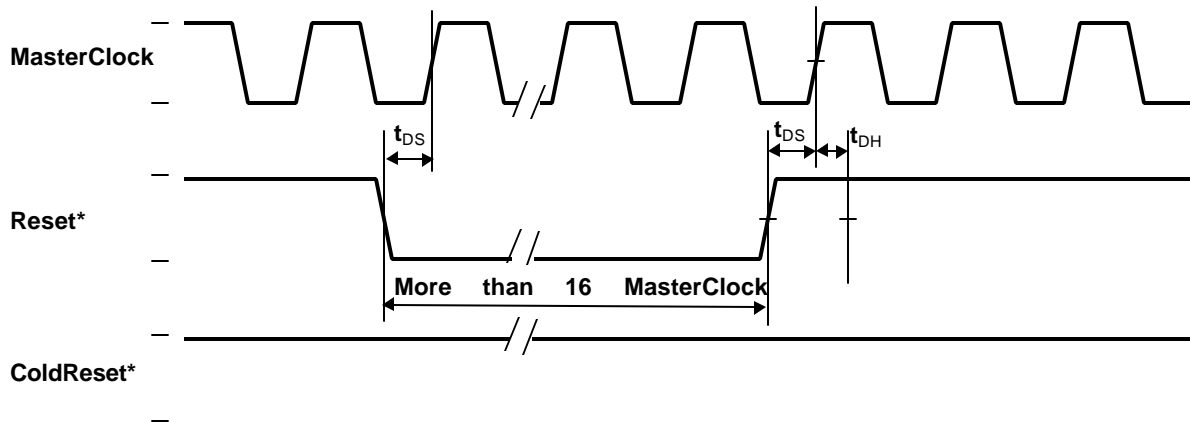 MasterClock
tDS
tDS
tDH
Reset*
More than 16 MasterClock
ColdReset*